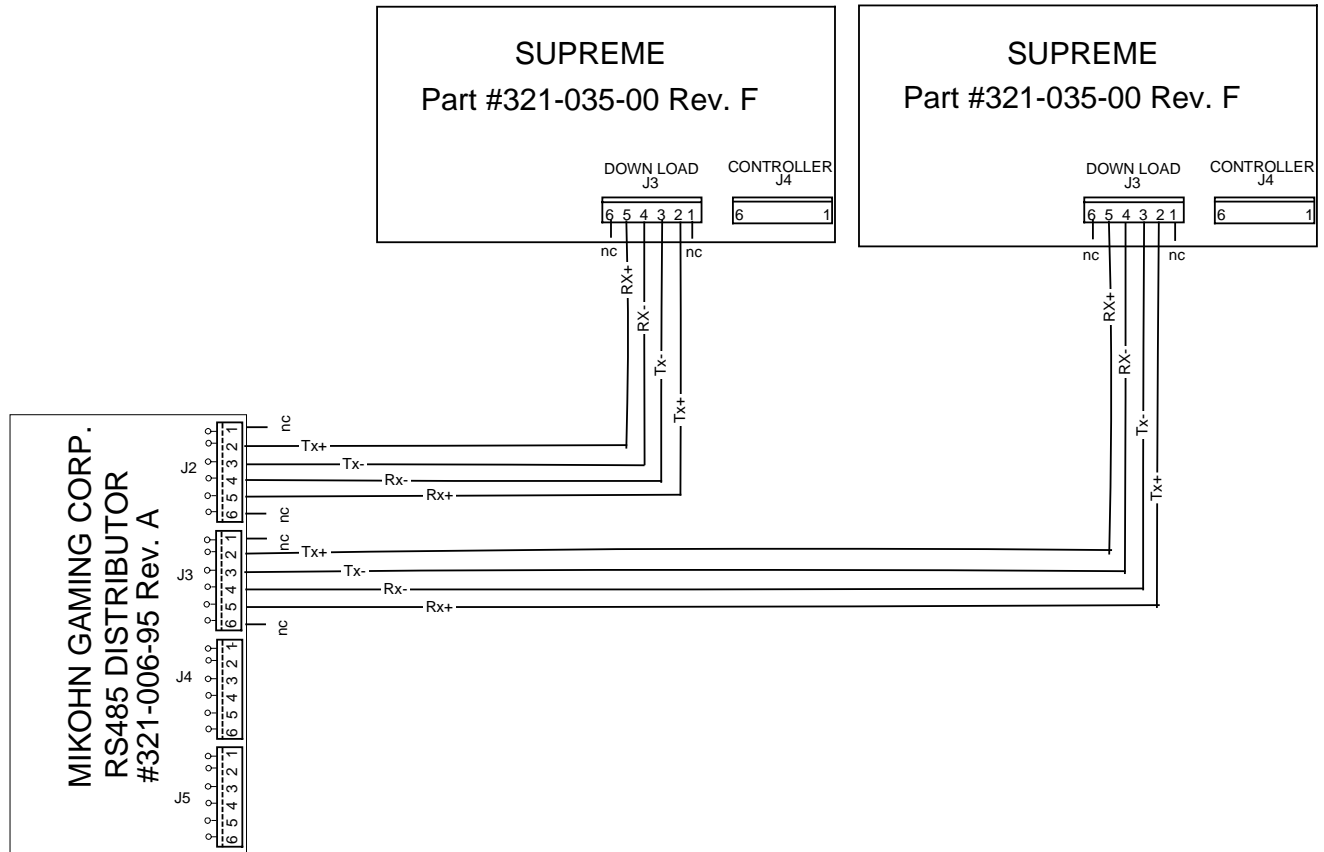 SUPREME
Part #321-035-00 Rev. F
DOWN LOAD
J3
CONTROLLER
J4
6 5 4 3 2 1
6 1
nc
nc
RX+
RX-
Tx-
Tx+
SUPREME
Part #321-035-00 Rev. F
DOWN LOAD
J3
CONTROLLER
J4
6 5 4 3 2 1
6 1
nc
nc
RX+
RX-
Tx-
Tx+
MIKOHN GAMING CORP.
RS485 DISTRIBUTOR
#321-006-95 Rev. A
J2
1 2 3 4 5 6
nc
Tx+
Tx-
Rx-
Rx+
nc
J3
1 2 3 4 5 6
nc
Tx+
Tx-
Rx-
Rx+
nc
J4
1 2 3 4 5 6
J5
1 2 3 4 5 6